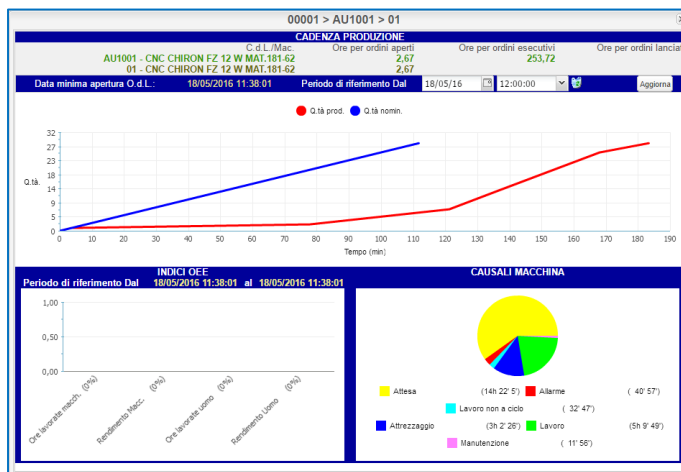 00001 > AU1001 > 01
CADENZA PRODUZIONE
C.d.L./Mac. Ore per ordini aperti Ore per ordini esecutivi Ore per ordini lanciat
AU1001 - CNC CHIRON FZ 12 W MAT.181-62 2,67 253,72
01 - CNC CHIRON FZ 12 W MAT.181-62 2,67
Data minima apertura O.d.L.: 18/05/2016 11:38:01 Periodo di riferimento Dal 18/05/16 12:00:00 Aggiorna
Q.tà prod. Q.tà nomin.
32
27
23
18
14
9
5
0
Q.tà.
0 10 20 30 40 50 60 70 80 90 100 110 120 130 140 150 160 170 180 190
Tempo (min)
INDICI OEE
Periodo di riferimento Dal 18/05/2016 11:38:01 al 18/05/2016 11:38:01
1,00
0,50
0,00
Ore lavorate macch. (0%)
Rendimento Macc. (0%)
Ore lavorate uomo (0%)
Rendimento Uomo (0%)
CAUSALI MACCHINA
Attesa (14h 22' 5') Allarme ( 40' 57')
Lavoro non a ciclo ( 32' 47')
Attrezzaggio (3h 2' 26') Lavoro (5h 9' 49')
Manutenzione ( 11' 56')